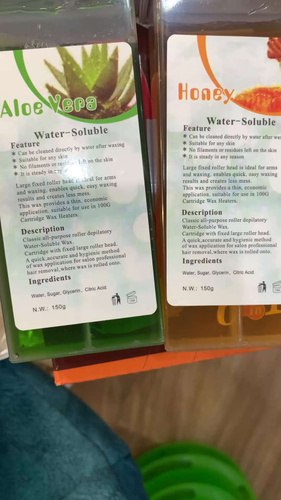 Aloe Vera
Water-Soluble
Feature
Can be cleaned directly by water after waxing
Suitable for any skin
No filaments or residues left on the skin
It is steady in any
Large fixed roller head is ideal for arms
and waxing, enables quick, easy waxing
results and creates less mess.
This wax provides a thin, economic
application, suitable for use in 100G
Cartridge Wax Heaters.
Description
Classic all-purpose roller depilatory
Water-Soluble Wax.
Cartridge with fixed large roller head.
A quick,accurate and hygienic method
of wax application for salon professional
hair removal,where wax is rolled onto.
Ingredients
Water, Sugar, Glycerin, Citric Acid.
N.W.: 150g
Honey
Water-Soluble
Feature
Can be cleaned directly by water after wax
Suitable for any skin
No filaments or residues left on the skin
It is steady in any season
Large fixed roller head is ideal for arms
and waxing, enables quick, easy waxing
results and creates less mess.
This wax provides a thin, economic
application, suitable for use in 100G
Cartridge Wax Heaters.
Description
Classic all-purpose roller depilatory
Water-Soluble Wax.
Cartridge with fixed large roller head.
A quick,accurate and hygienic method
of wax application for salon professional
hair removal,where wax is rolled onto.
Ingredients
Water, Sugar, Glycerin, Citric Acid.
N.W.: 150g